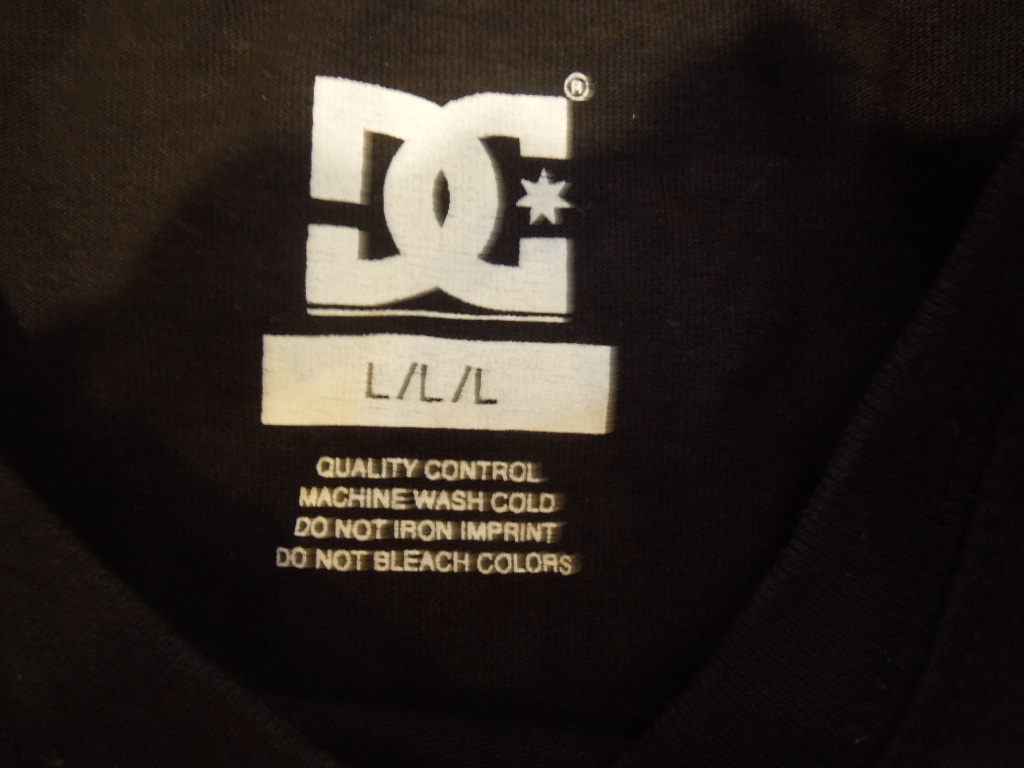 DC®
L/L/L
QUALITY CONTROL
MACHINE WASH COLD
DO NOT IRON IMPRINT
DO NOT BLEACH COLORS